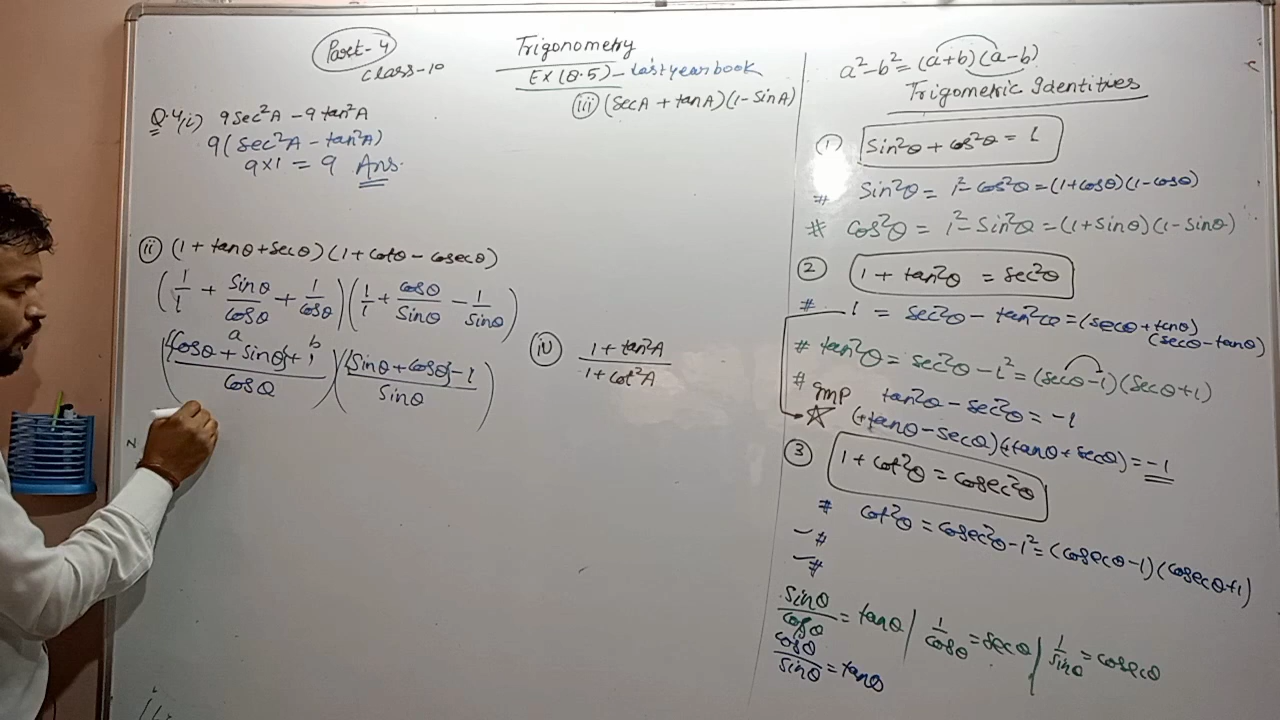 Part-4
Class-10
Trigonometry
Ex (8.5) - Last year book
Q.4(i) 9sec²A - 9tan²A
9(sec²A - tan²A)
9×1 = 9 Ans.
(ii) (1 + tanθ + secθ)(1 + cotθ - cosecθ)
(1/1 + sinθ/cosθ + 1/cosθ)(1/1 + cosθ/sinθ - 1/sinθ)
a b
({cosθ + sinθ} + 1 / cosθ)({sinθ + cosθ} - 1 / sinθ)
(iii) (secA + tanA)(1 - sinA)
(iv) 1 + tan²A / 1 + cot²A
a² - b² = (a+b)(a-b)
Trigometric Identities
(1) sin²θ + cos²θ = 1
# sin²θ = 1² - cos²θ = (1+cosθ)(1-cosθ)
# cos²θ = 1² - sin²θ = (1+sinθ)(1-sinθ)
(2) 1 + tan²θ = sec²θ
# 1 = sec²θ - tan²θ = (secθ + tanθ)
(secθ - tanθ)
# tan²θ = sec²θ - 1² = (secθ - 1)(secθ + 1)
# tan²θ - sec²θ = -1
Imp ☆ (+tanθ - secθ)(+tanθ + secθ) = -1
(3) 1 + cot²θ = cosec²θ
# cot²θ = cosec²θ - 1² = (cosecθ - 1)(cosecθ + 1)
- #
- #
sinθ/cosθ = tanθ / 1/cosθ = secθ / 1/sinθ = cosecθ
cosθ/sinθ = tanθ